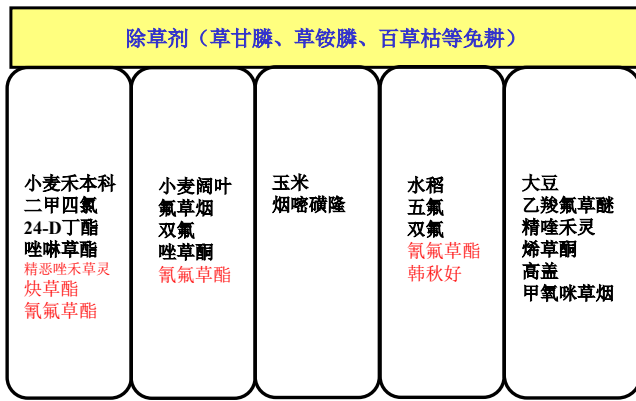 除草剂（草甘膦、草铵膦、百草枯等免耕）
小麦禾本科
二甲四氯
24-D丁酯
唑啉草酯
精恶唑禾草灵
炔草酯
氰氟草酯
小麦阔叶
氟草烟
双氟
唑草酮
氰氟草酯
玉米
烟嘧磺隆
水稻
五氟
双氟
氰氟草酯
韩秋好
大豆
乙羧氟草醚
精喹禾灵
烯草酮
高盖
甲氧咪草烟